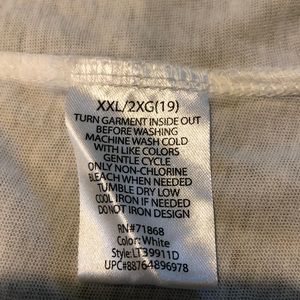 XXL/2XG(19)
TURN GARMENT INSIDE OUT
BEFORE WASHING
MACHINE WASH COLD
WITH LIKE COLORS
GENTLE CYCLE
ONLY NON-CHLORINE
BLEACH WHEN NEEDED
TUMBLE DRY LOW
COOL IRON IF NEEDED
DO NOT IRON DESIGN
RN#71868
Color: White
Style: LT39911D
UPC#88764896978